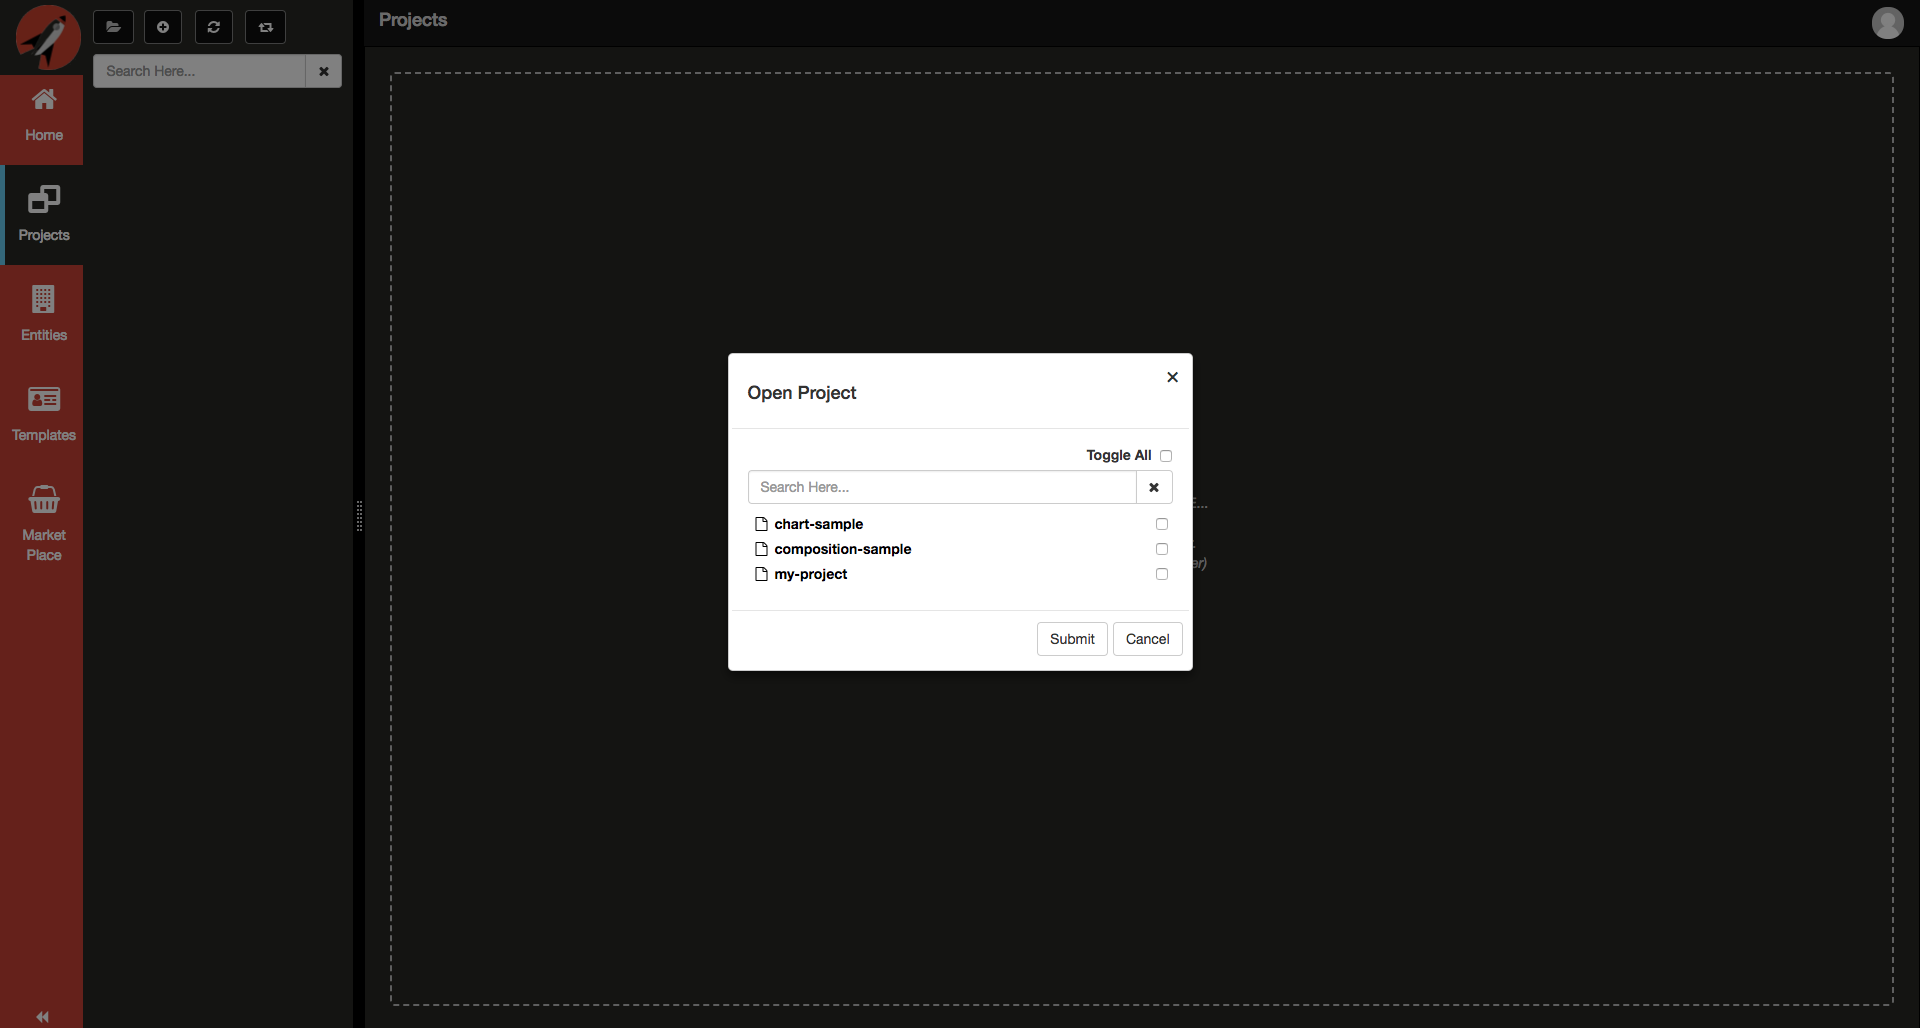 Projects
Search Here...
Home
Projects
Entities
Templates
Market
Place
Open Project
Toggle All
Search Here...
chart-sample
composition-sample
my-project
Submit
Cancel